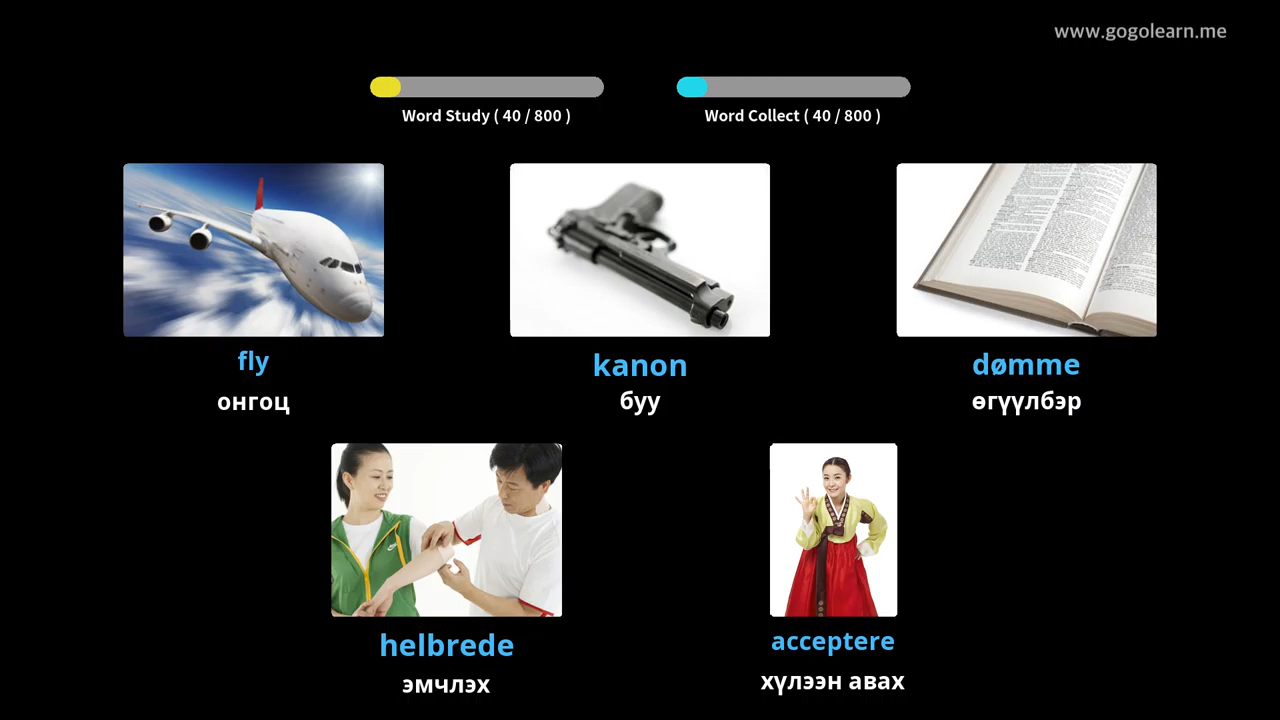 www.gogolearn.me
Word Study ( 40 / 800 )
Word Collect ( 40 / 800 )
fly
онгоц
kanon
буу
dømme
өгүүлбэр
helbrede
эмчлэх
acceptere
хүлээн авах